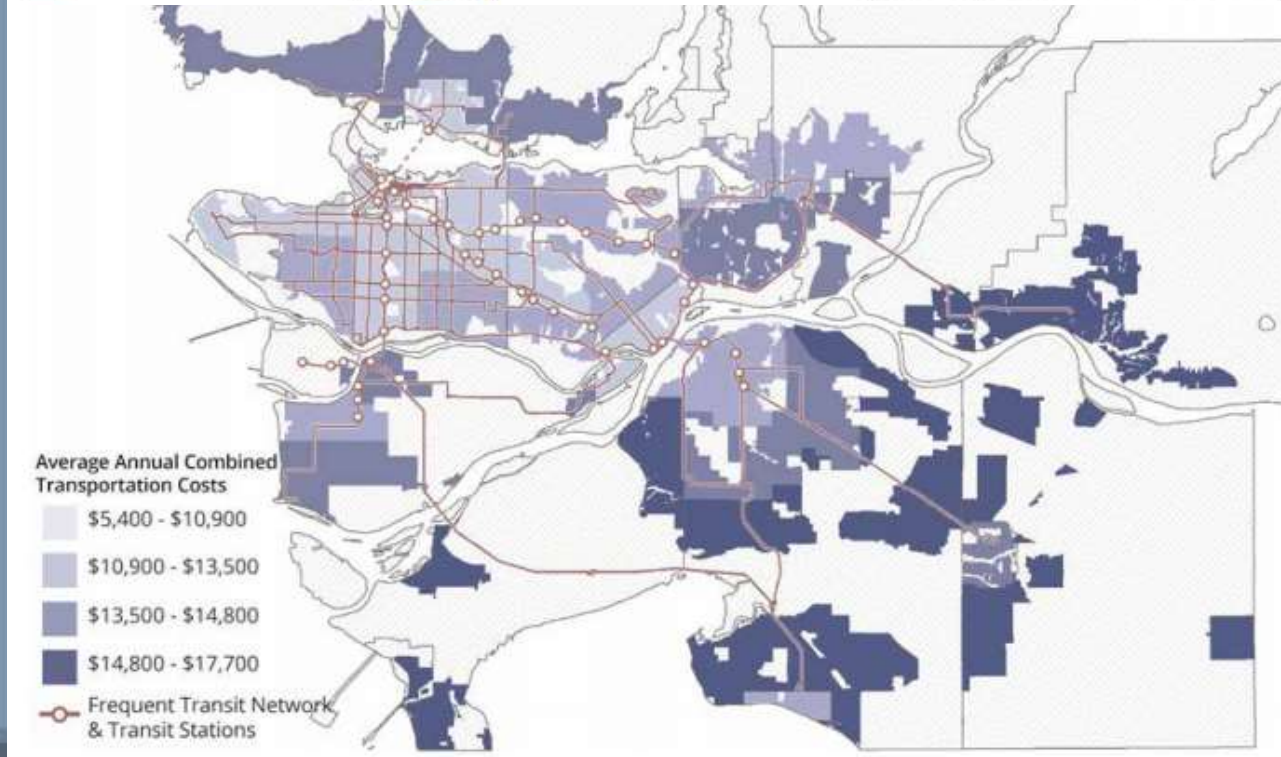 Average Annual Combined
Transportation Costs
$5,400 - $10,900
$10,900 - $13,500
$13,500 - $14,800
$14,800 - $17,700
Frequent Transit Network
& Transit Stations